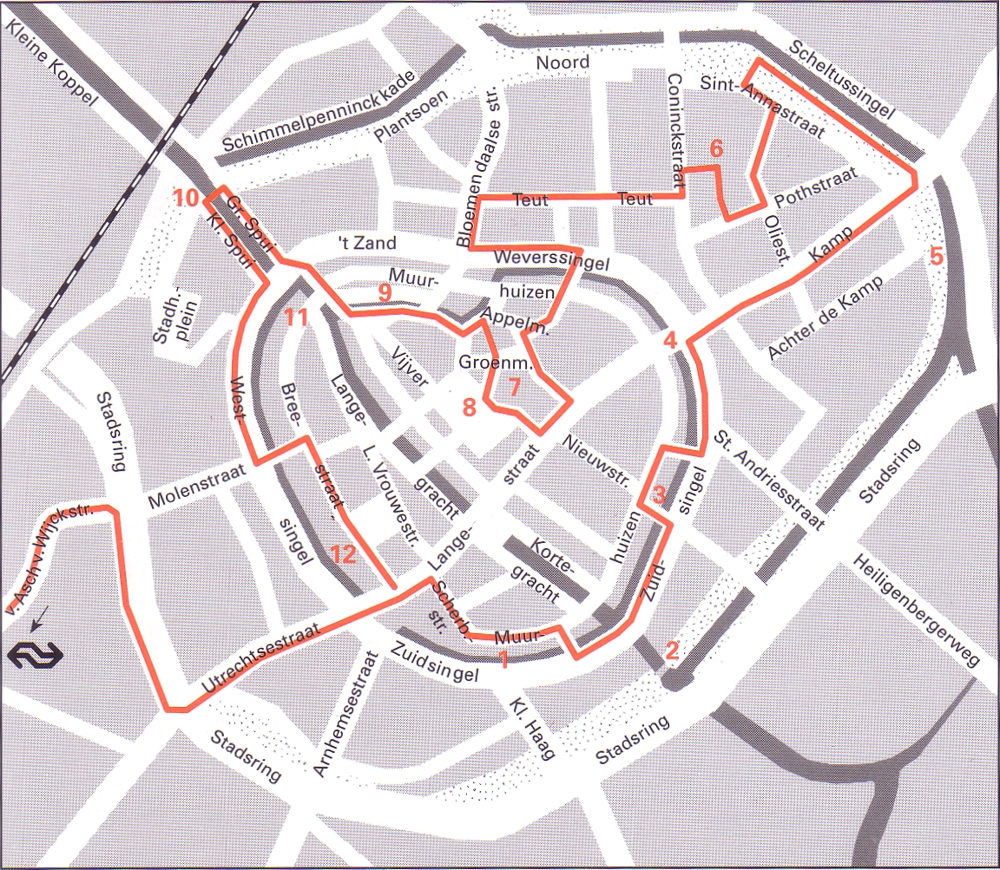 Kleine Koppel
Noord
Scheltussingel
Schimmelpenninck kade
Plantsoen
Bloemendaalse str.
Coninckstraat
Sint-Annastraat
6
10
Gr. Spui
Kl. Spui
Teut
Teut
Pothstraat
Oliest.
Kamp
5
't Zand
Weverssingel
Muur-
huizen
9
Stadh.-
plein
11
Appelm.
Achter de Kamp
4
Groenm.
7
8
Vijver
West-
Bree-
Lange-
Stadsring
Nieuwstr.
straat
St. Andriesstraat
Stadsring
Molenstraat
straat
L. Vrouwestr.
gracht
3
singel
v. Asch v. Wijckstr.
singel
12
Lange-
Korte-
gracht
huizen
Zuid-
Heiligenbergerweg
Scherb.
str.
Muur-
1
2
Utrechtsestraat
Zuidsingel
Arnhemsestraat
Kl. Haag
Stadsring
Stadsring